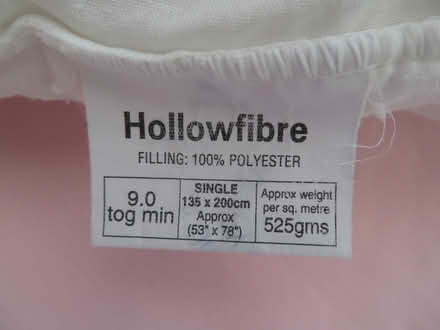 Hollowfibre
FILLING: 100% POLYESTER
9.0
tog min
SINGLE
135 x 200cm
Approx
(53" x 78")
Approx weight
per sq. metre
525gms